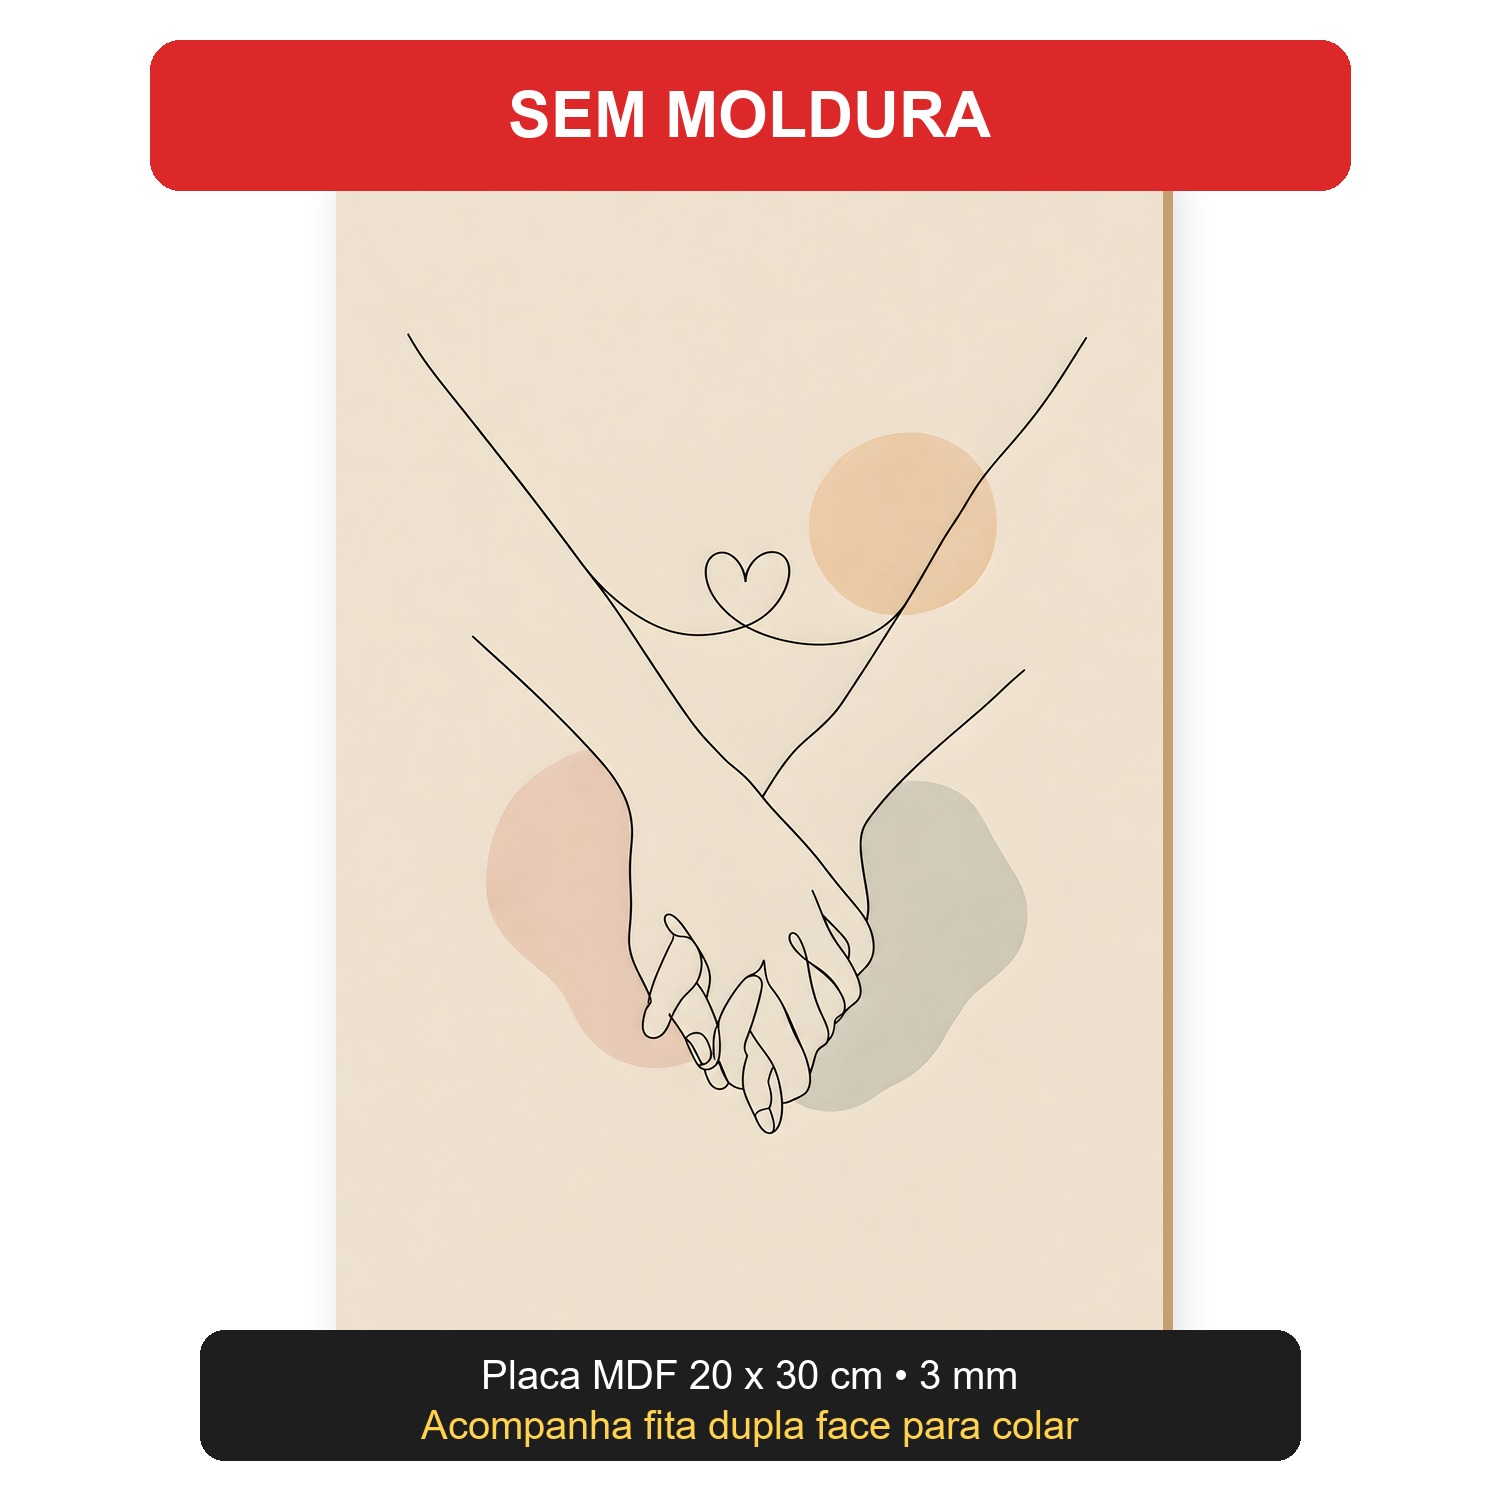 SEM MOLDURA
Placa MDF 20 x 30 cm • 3 mm
Acompanha fita dupla face para colar